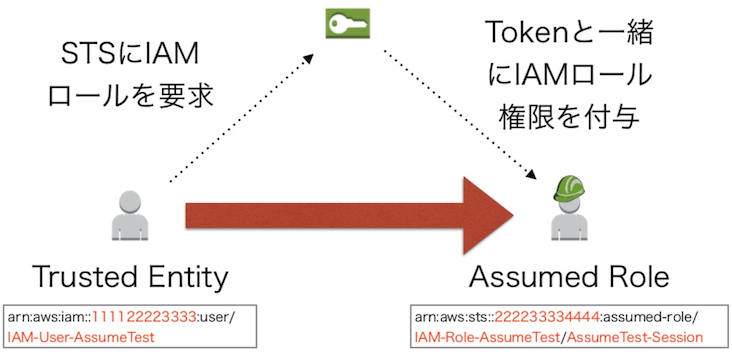 STSにIAM
ロールを要求
Tokenと一緒
にIAMロール
権限を付与
Trusted Entity
arn:aws:iam::111122223333:user/
IAM-User-AssumeTest
Assumed Role
arn:aws:sts::222233334444:assumed-role/
IAM-Role-AssumeTest/AssumeTest-Session